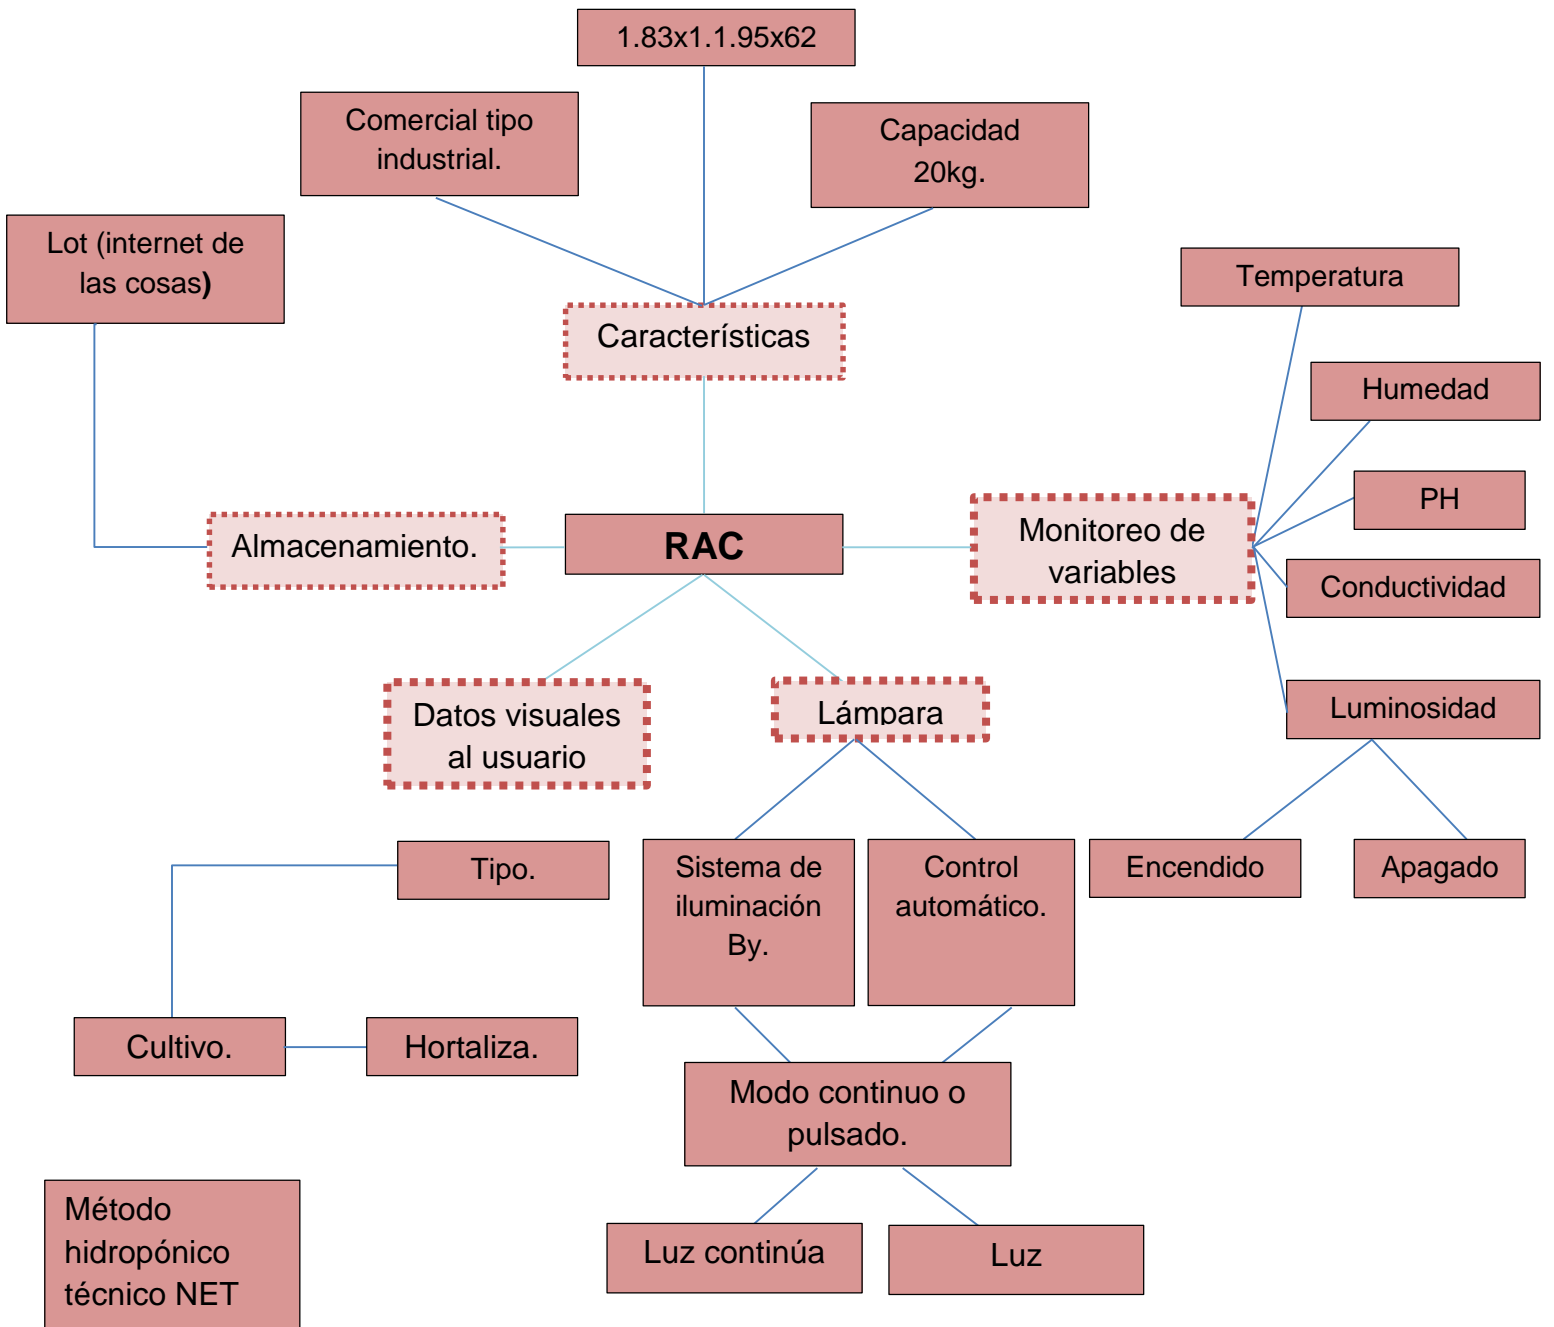 1.83x1.1.95x62
Comercial tipo
industrial.
Capacidad
20kg.
Lot (internet de
las cosas)
Temperatura
Características
Humedad
PH
Almacenamiento.
RAC
Monitoreo de
variables
Conductividad
Datos visuales
al usuario
Lámpara
Luminosidad
Tipo.
Sistema de
iluminación
By.
Control
automático.
Encendido
Apagado
Cultivo.
Hortaliza.
Modo continuo o
pulsado.
Método
hidropónico
técnico NET
Luz continúa
Luz